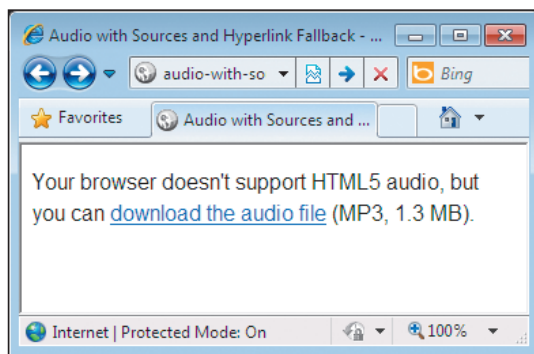 Audio with Sources and Hyperlink Fallback - ...
audio-with-so
Bing
Favorites
Audio with Sources and ...
Your browser doesn't support HTML5 audio, but
you can download the audio file (MP3, 1.3 MB).
Internet | Protected Mode: On
100%